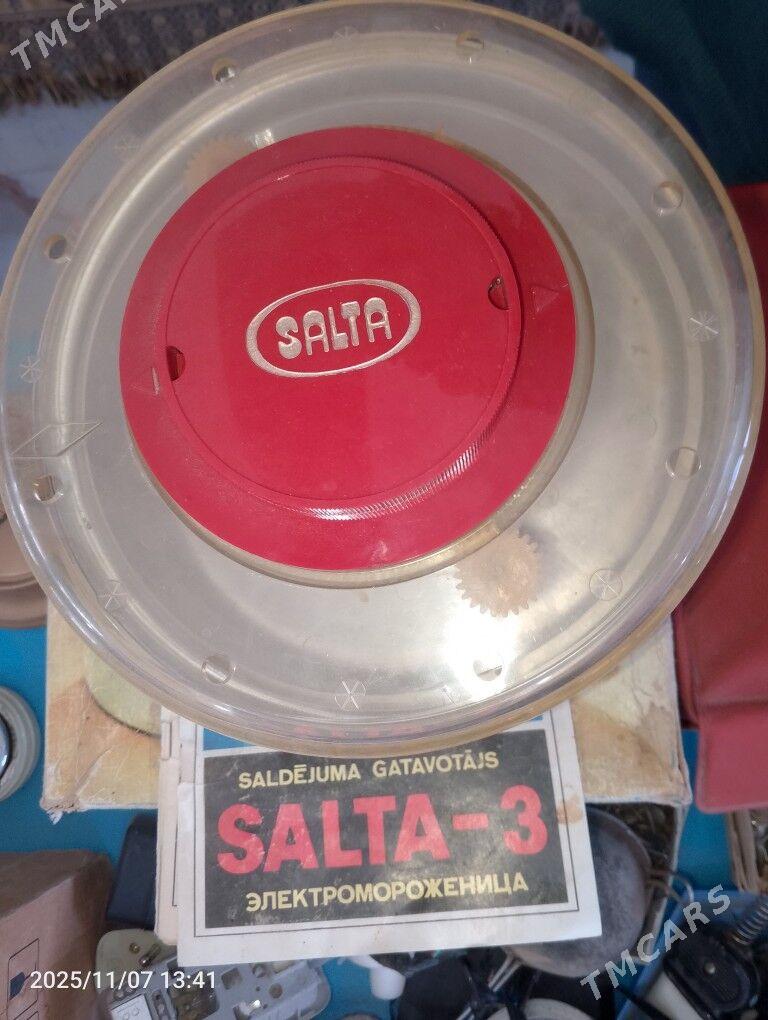 TMCARS
SALTA
SALDĒJUMA GATAVOTĀJS
SALTA-3
ЭЛЕКТРОМОРОЖЕНИЦА
TMCARS
2025/11/07 13:41